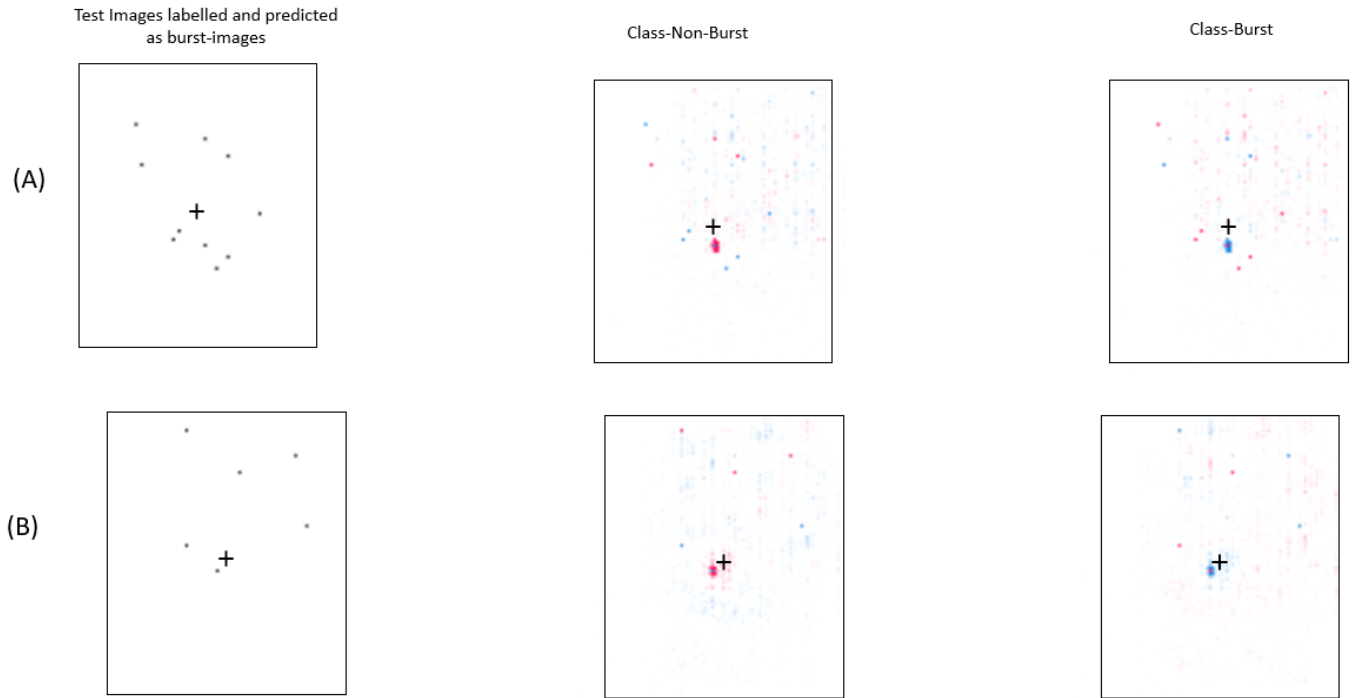 Test Images labelled and predicted
as burst-images
Class-Non-Burst
Class-Burst
(A)
(B)